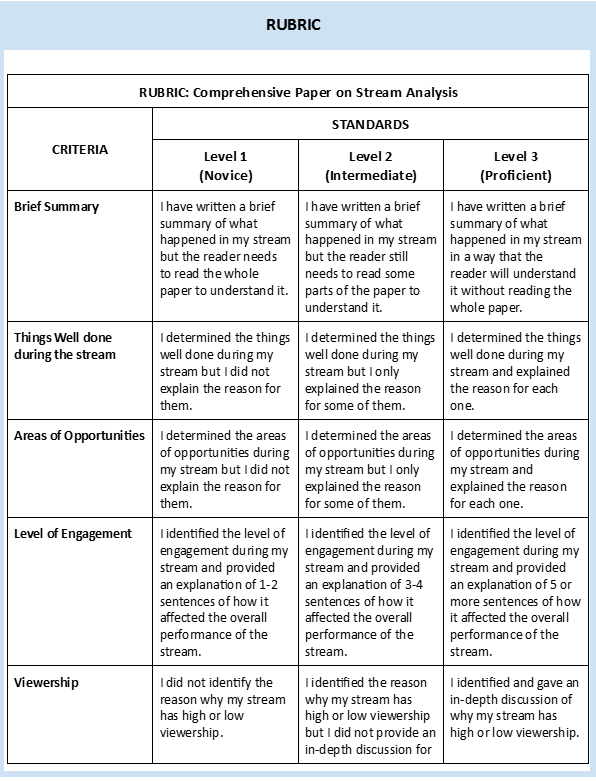 RUBRIC
RUBRIC: Comprehensive Paper on Stream Analysis
CRITERIA
STANDARDS
Level 1
(Novice)
Level 2
(Intermediate)
Level 3
(Proficient)
Brief Summary
I have written a brief
summary of what
happened in my stream
but the reader needs
to read the whole
paper to understand it.
I have written a brief
summary of what
happened in my stream
but the reader still
needs to read some
parts of the paper to
understand it.
I have written a brief
summary of what
happened in my stream
in a way that the
reader will understand
it without reading the
whole paper.
Things Well done
during the stream
I determined the things
well done during my
stream but I did not
explain the reason for
them.
I determined the things
well done during my
stream but I only
explained the reason
for some of them.
I determined the things
well done during my
stream and explained
the reason for each
one.
Areas of Opportunities
I determined the areas
of opportunities during
my stream but I did not
explain the reason for
them.
I determined the areas
of opportunities during
my stream but I only
explained the reason
for some of them.
I determined the areas
of opportunities during
my stream and
explained the reason
for each one.
Level of Engagement
I identified the level of
engagement during my
stream and provided
an explanation of 1-2
sentences of how it
affected the overall
performance of the
stream.
I identified the level of
engagement during my
stream and provided
an explanation of 3-4
sentences of how it
affected the overall
performance of the
stream.
I identified the level of
engagement during my
stream and provided
an explanation of 5 or
more sentences of how
it affected the overall
performance of the
stream.
Viewership
I did not identify the
reason why my stream
has high or low
viewership.
I identified the reason
why my stream has
high or low viewership
but I did not provide an
in-depth discussion for
I identified and gave an
in-depth discussion of
why my stream has
high or low viewership.